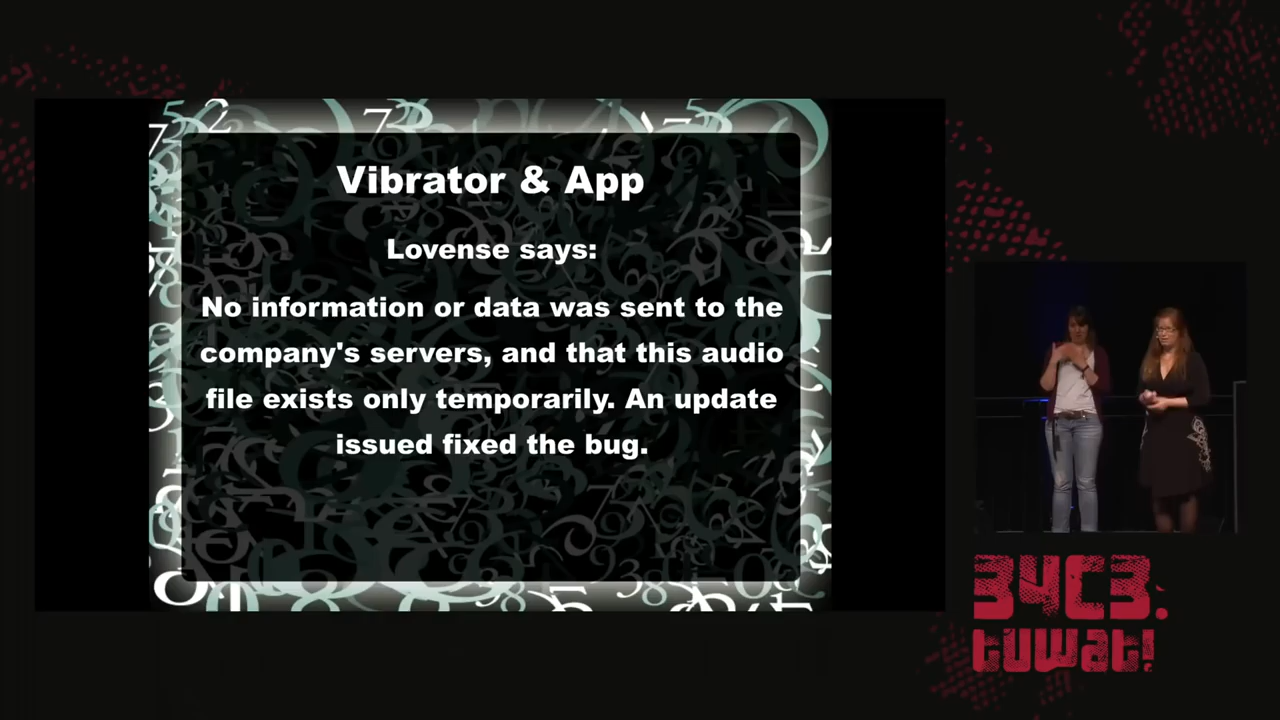 Vibrator & App
Lovense says:
No information or data was sent to the
company's servers, and that this audio
file exists only temporarily. An update
issued fixed the bug.
34C3.
tuwat!